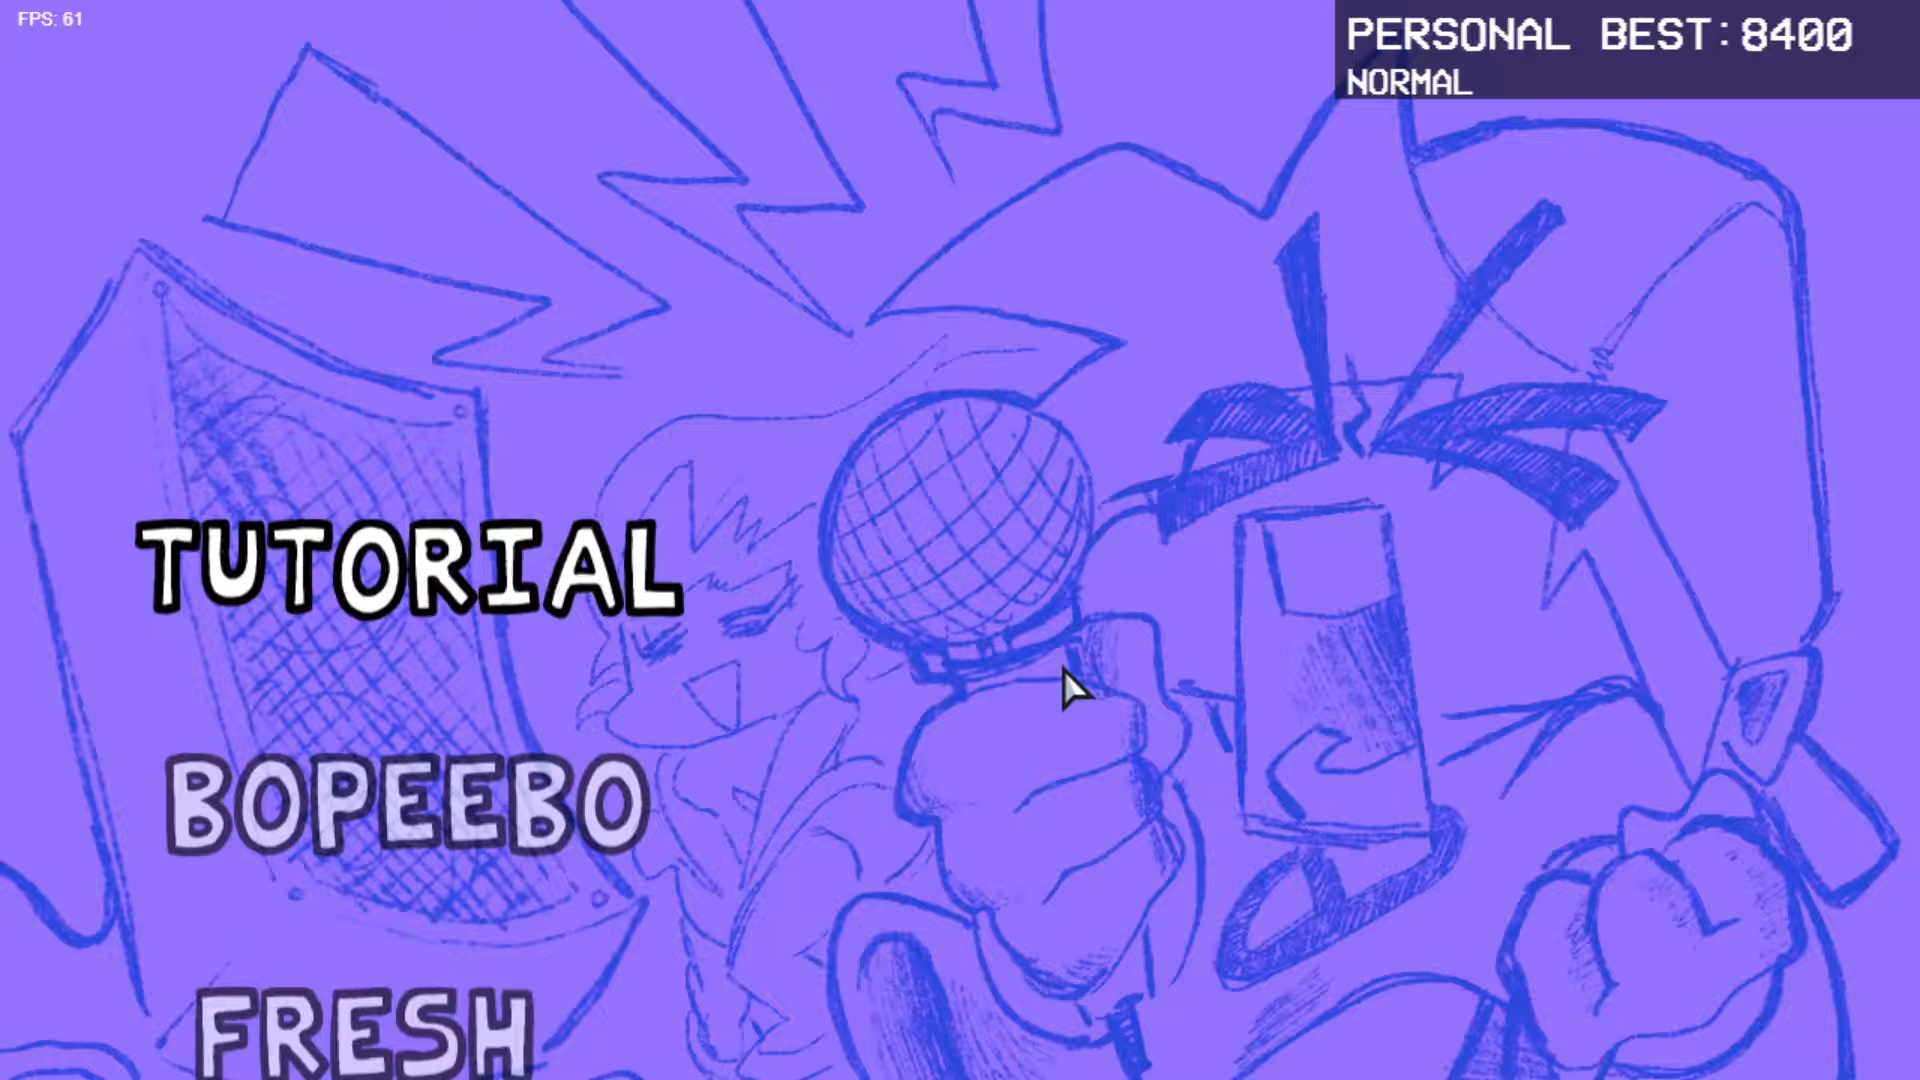 FPS: 61
PERSONAL BEST:8400
NORMAL
TUTORIAL
BOPEEBO
FRESH